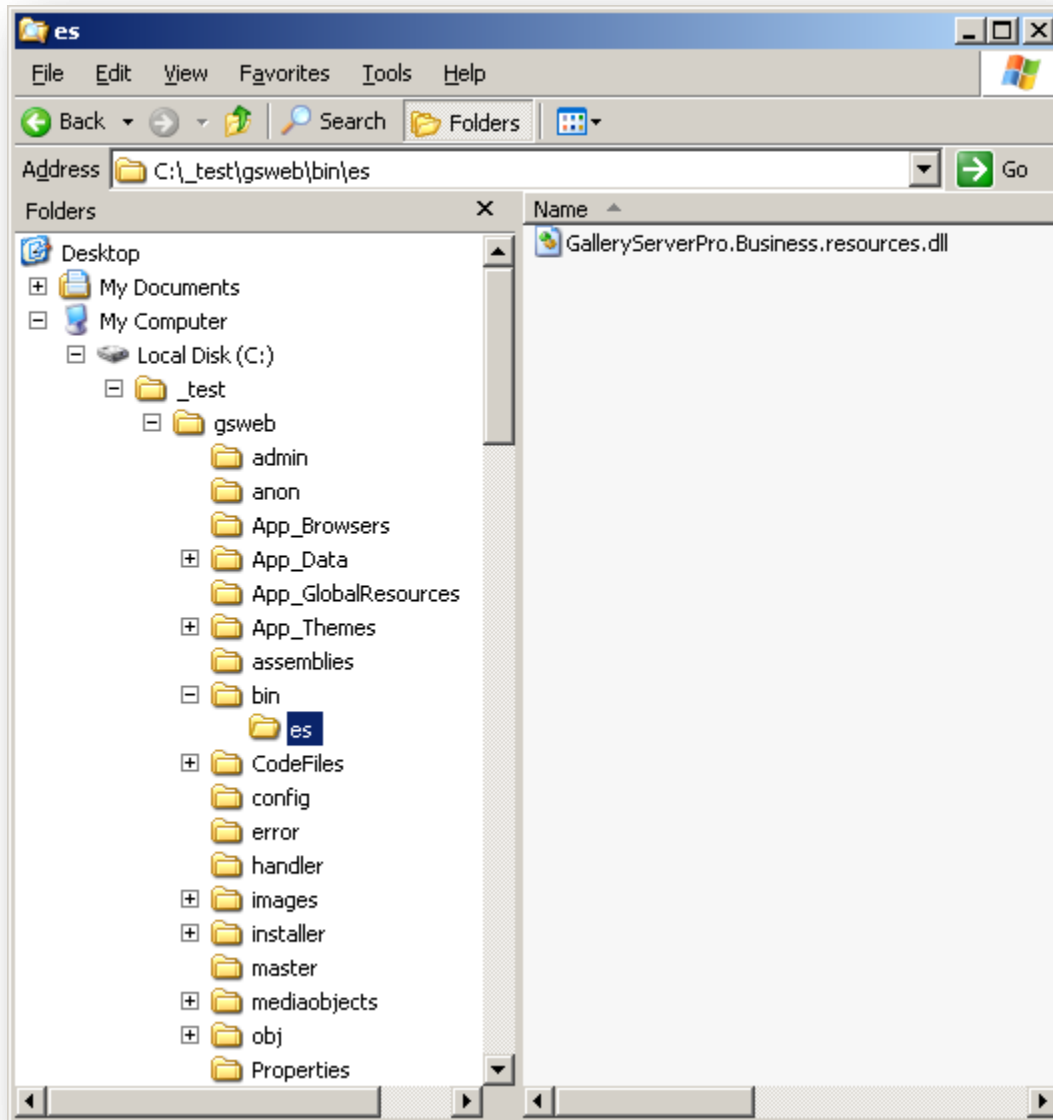 es
File Edit View Favorites Tools Help
Back Search Folders
Address C:\_test\gsweb\bin\es Go
Folders
Name
GalleryServerPro.Business.resources.dll
Desktop
My Documents
My Computer
Local Disk (C:)
_test
gsweb
admin
anon
App_Browsers
App_Data
App_GlobalResources
App_Themes
assemblies
bin
es
CodeFiles
config
error
handler
images
installer
master
mediaobjects
obj
Properties